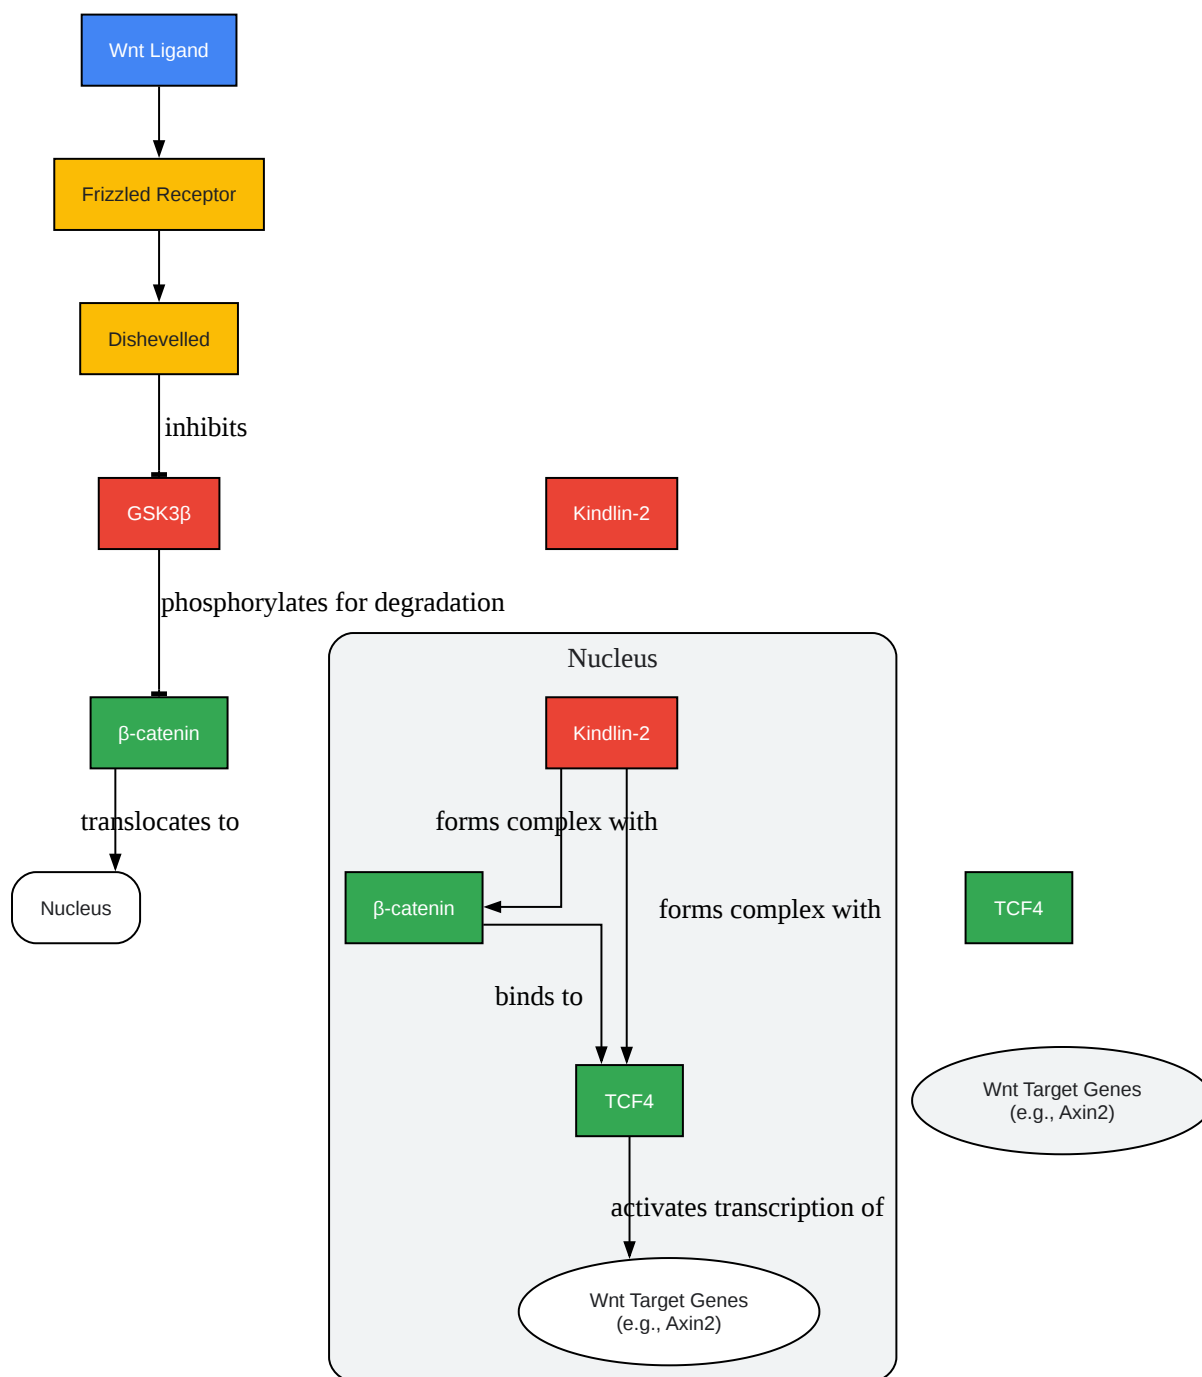 Wnt Ligand
Frizzled Receptor
Dishevelled
inhibits
GSK3β
Kindlin-2
phosphorylates for degradation
Nucleus
β-catenin
Kindlin-2
translocates to
forms complex with
Nucleus
β-catenin
forms complex with
TCF4
binds to
TCF4
Wnt Target Genes
(e.g., Axin2)
activates transcription of
Wnt Target Genes
(e.g., Axin2)